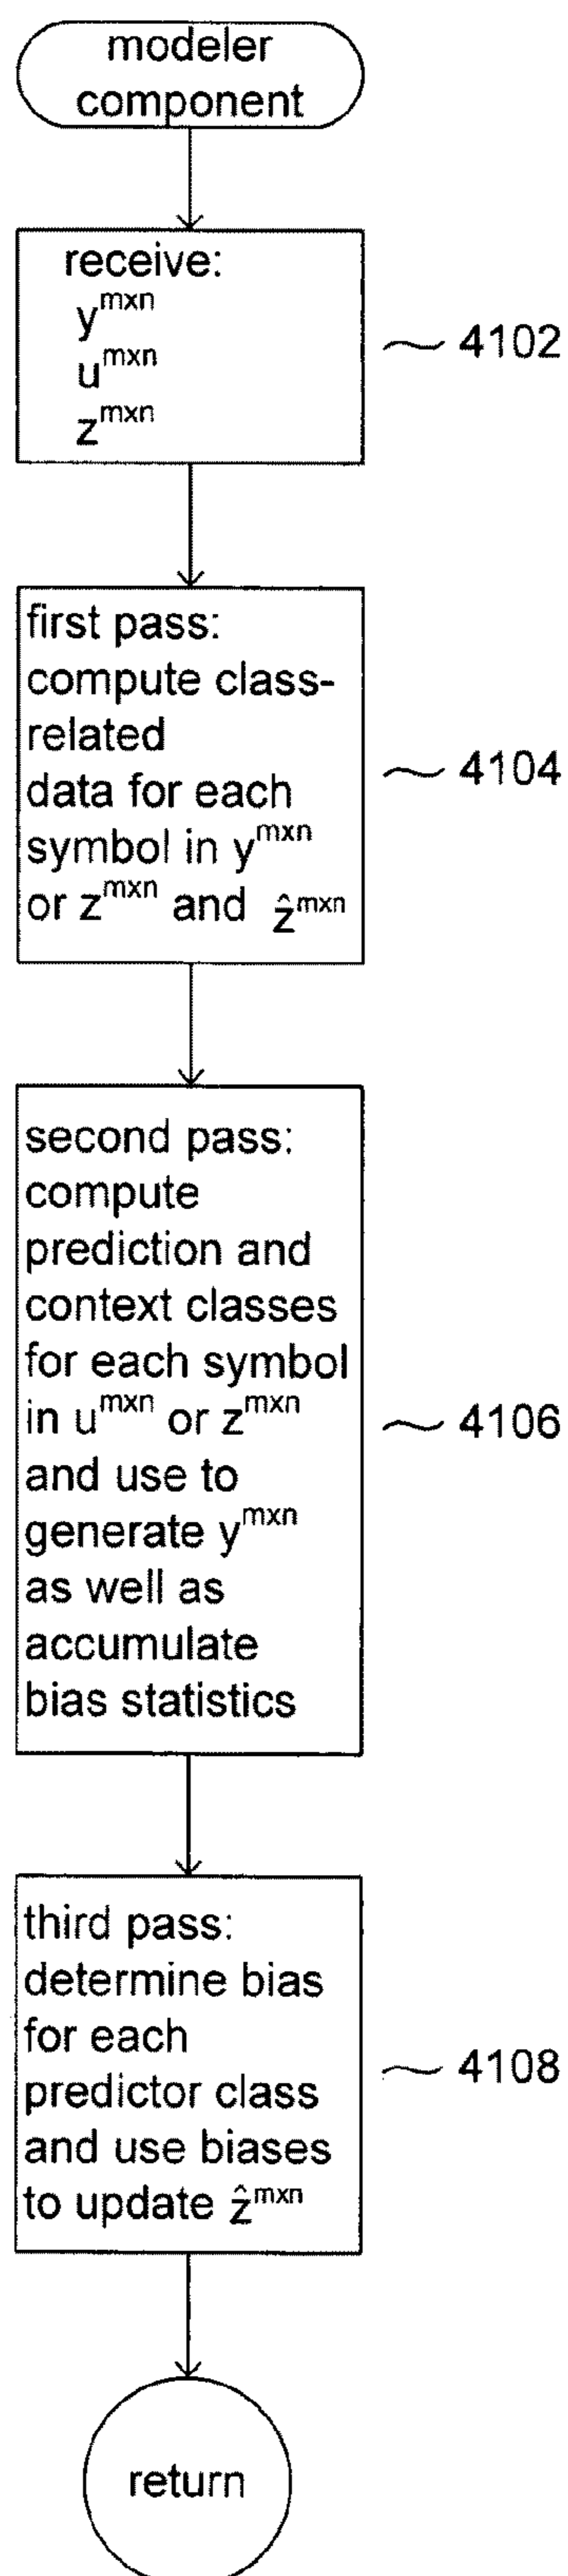 modeler
component
receive:
y^mxn
u^mxn
z^mxn
4102
first pass:
compute class-
related
data for each
symbol in y^mxn
or z^mxn and ẑ^mxn
4104
second pass:
compute
prediction and
context classes
for each symbol
in u^mxn or z^mxn
and use to
generate y^mxn
as well as
accumulate
bias statistics
4106
third pass:
determine bias
for each
predictor class
and use biases
to update ẑ^mxn
4108
return